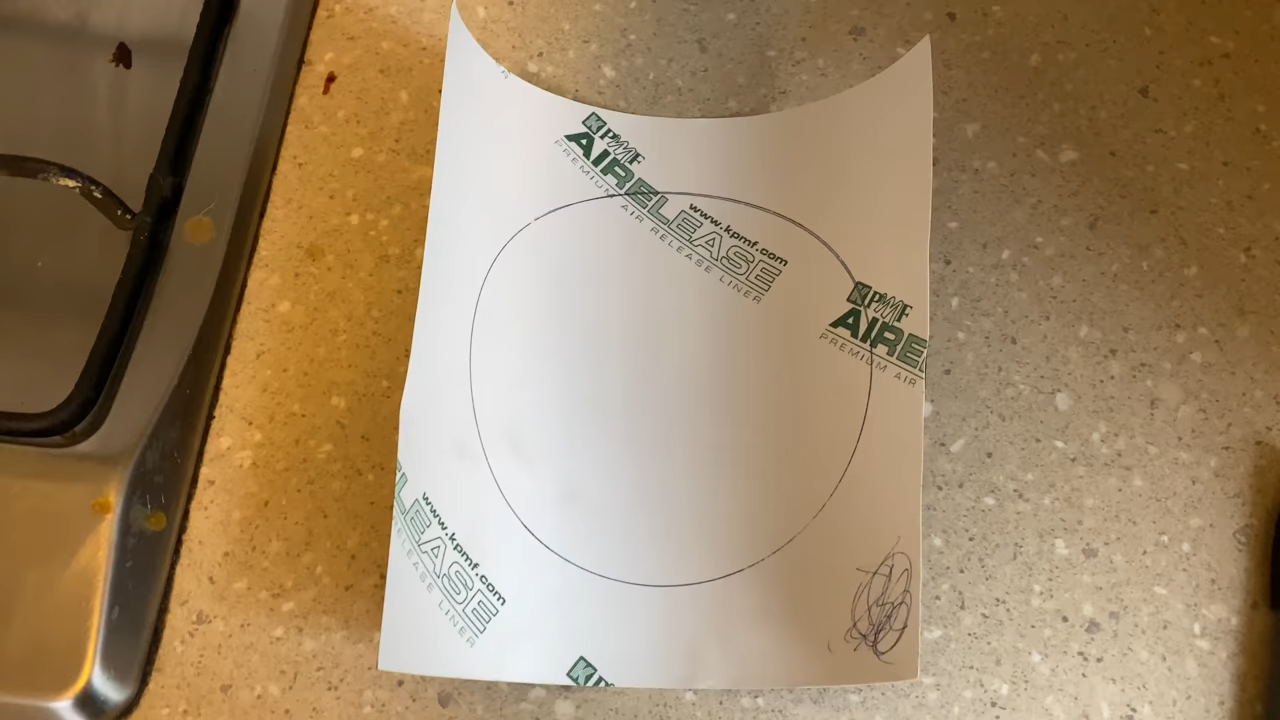 KPMF
AIRELEASE
www.kpmf.com
PREMIUM AIR RELEASE LINER
KPMF
AIRE
PREMIUM AIR
LEASE
www.kpmf.com
RELEASE LINER
K